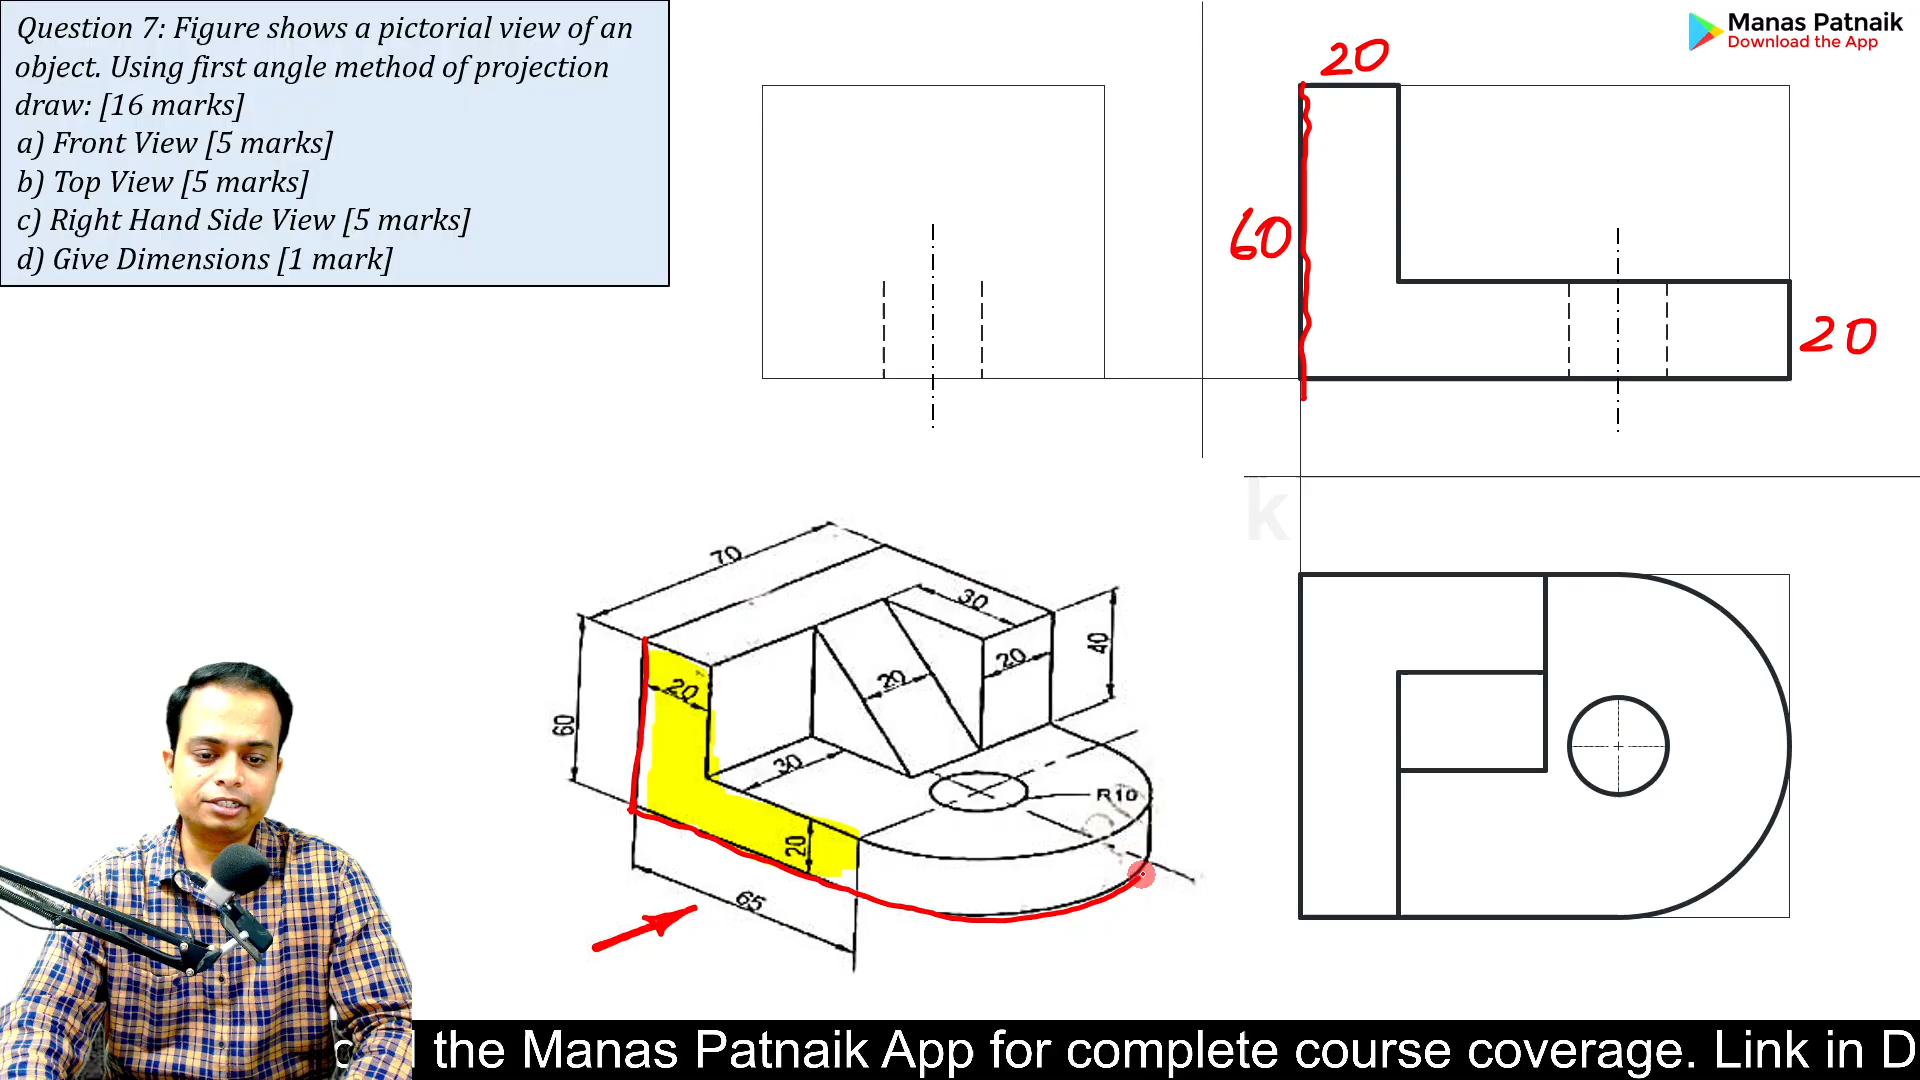 Question 7: Figure shows a pictorial view of an
object. Using first angle method of projection
draw: [16 marks]
a) Front View [5 marks]
b) Top View [5 marks]
c) Right Hand Side View [5 marks]
d) Give Dimensions [1 mark]
Manas Patnaik
Download the App
20
60
20
k
70
30
40
20
20
20
60
30
R10
20
65
the Manas Patnaik App for complete course coverage. Link in D